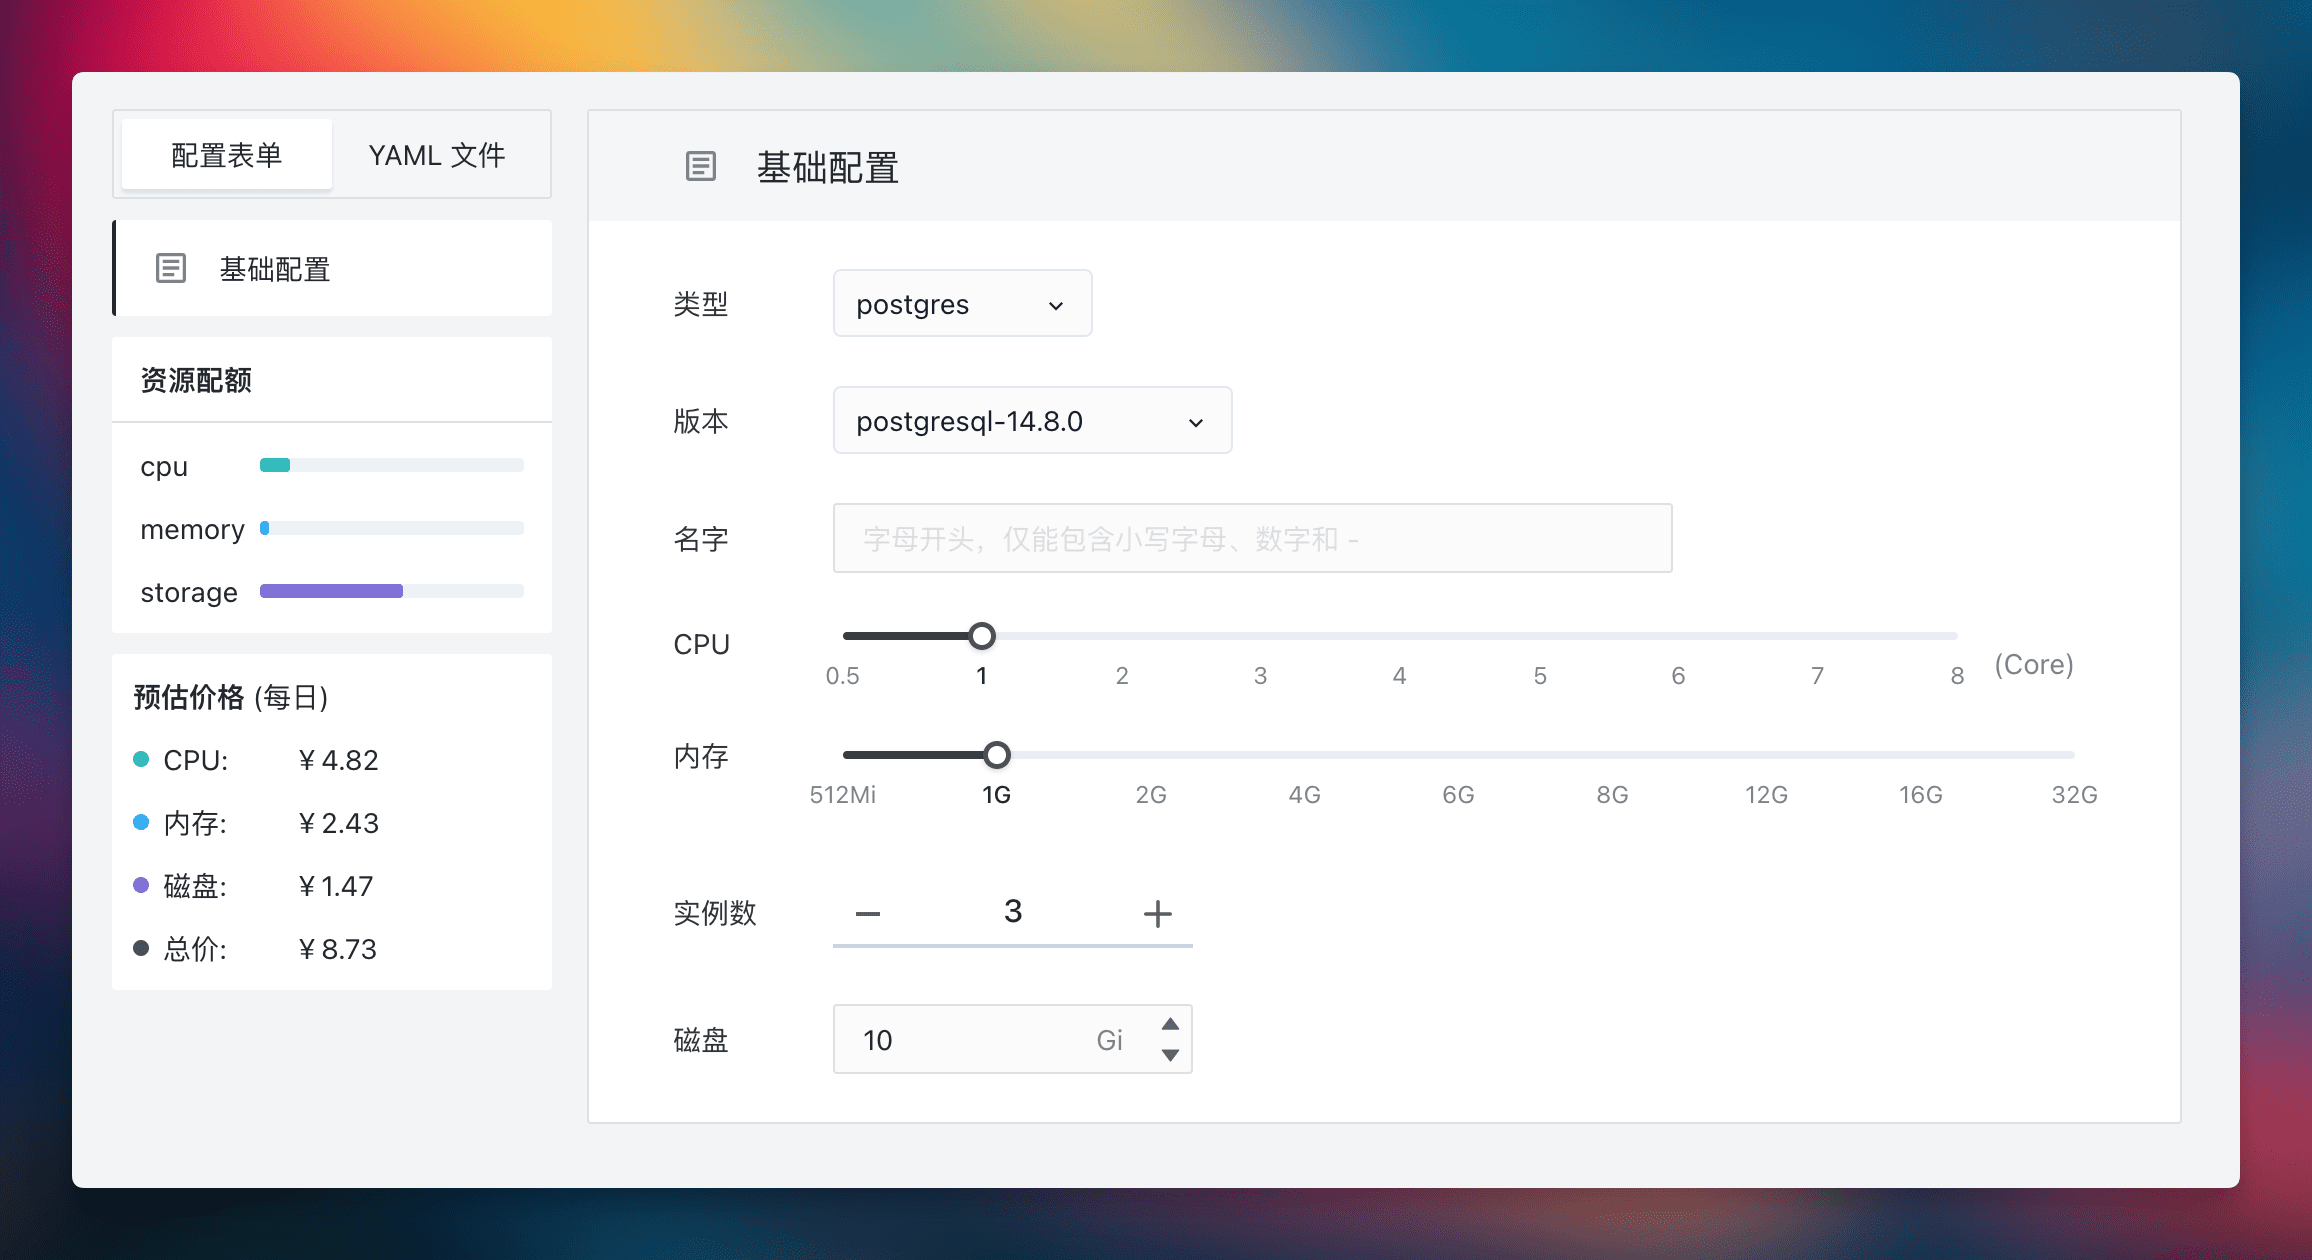 配置表单 YAML 文件
基础配置
资源配额
cpu
memory
storage
预估价格 (每日)
CPU: ¥ 4.82
内存: ¥ 2.43
磁盘: ¥ 1.47
总价: ¥ 8.73
基础配置
类型 postgres
版本 postgresql-14.8.0
名字 字母开头，仅能包含小写字母、数字和 -
CPU
0.5 1 2 3 4 5 6 7 8 (Core)
内存
512Mi 1G 2G 4G 6G 8G 12G 16G 32G
实例数 3
磁盘 10 Gi